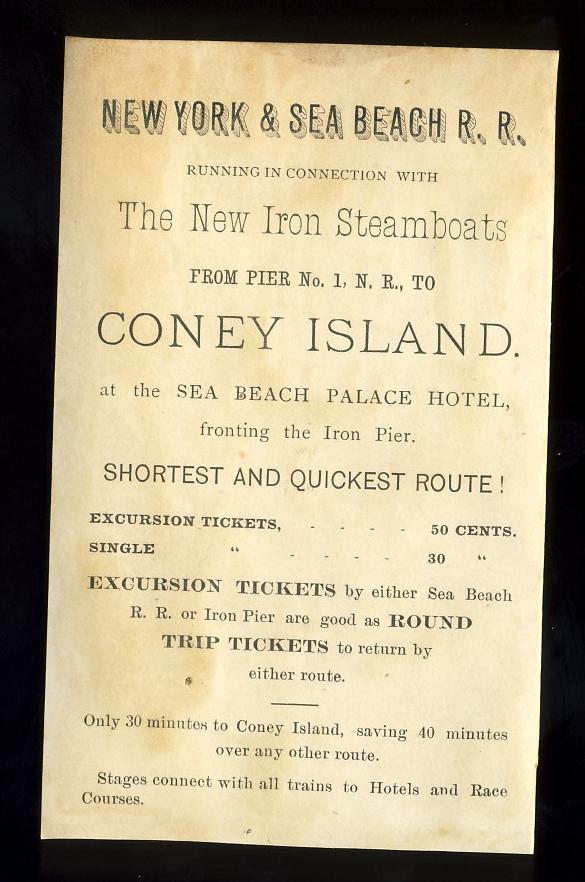 NEW YORK & SEA BEACH R. R.
RUNNING IN CONNECTION WITH
The New Iron Steamboats
FROM PIER No. 1, N. R., TO
CONEY ISLAND.
at the SEA BEACH PALACE HOTEL,
fronting the Iron Pier.
SHORTEST AND QUICKEST ROUTE!
EXCURSION TICKETS, - - - - 50 CENTS.
SINGLE “ - - - - 30 “
EXCURSION TICKETS by either Sea Beach
R. R. or Iron Pier are good as ROUND
TRIP TICKETS to return by
either route.
Only 30 minutes to Coney Island, saving 40 minutes
over any other route.
Stages connect with all trains to Hotels and Race
Courses.